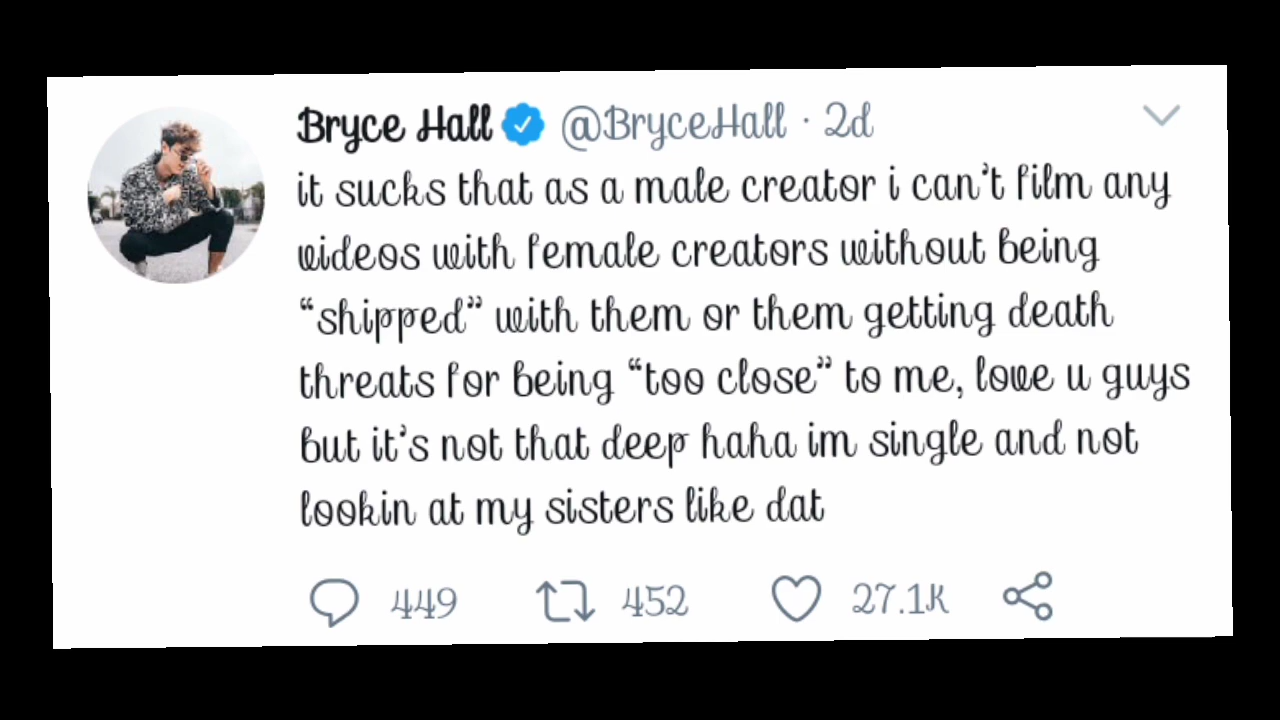 Bryce Hall @BryceHall · 2d
it sucks that as a male creator i can't film any
videos with female creators without being
“shipped” with them or them getting death
threats for being “too close” to me, love u guys
but it's not that deep haha im single and not
lookin at my sisters like dat
449 452 27.1K